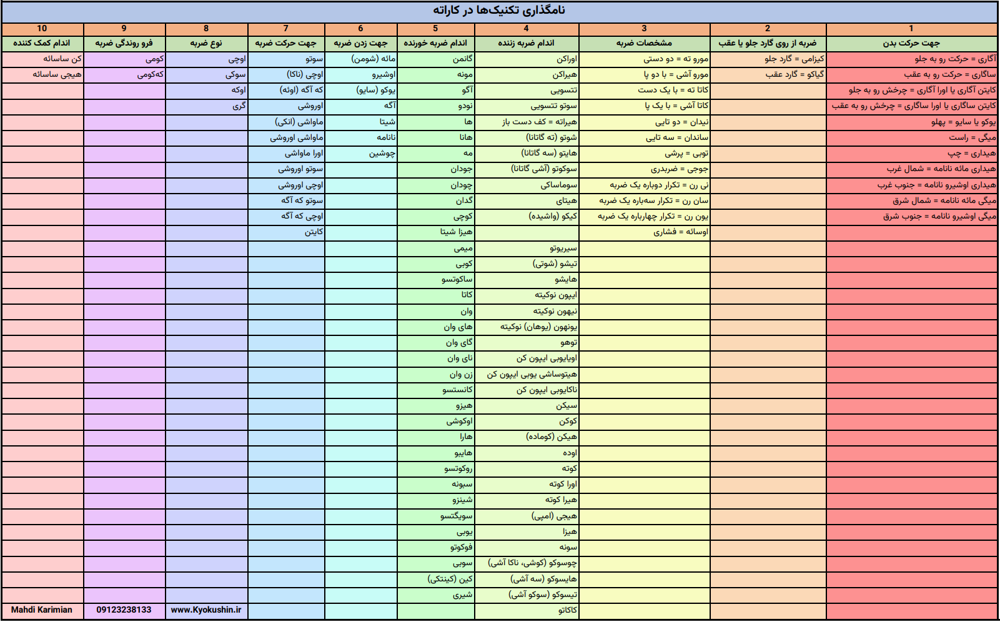 نامگذاری تکنیک‌ها در کاراته
1 2 3 4 5 6 7 8 9 10
جهت حرکت بدن ضربه از روی گارد جلو یا عقب مشخصات ضربه اندام ضربه زننده اندام ضربه خورنده جهت زدن ضربه جهت حرکت ضربه نوع ضربه فرو روندگی ضربه اندام کمک کننده
آگاری = حرکت رو به جلو کیزامی = گارد جلو مورو ته = دو دستی اوراکن گانمن مائه (شومن) سوتو اوچی کومی کن ساسائه
ساگاری = حرکت رو به عقب گیاکو = گارد عقب مورو آشی = با دو پا هیراکن مونه اوشیرو اوچی (ناکا) سوکی که‌کومی هیجی ساسائه
کایتن آگاری یا اورا آگاری = چرخش رو به جلو کاتا ته = با یک دست تتسویی آگو یوکو (سایو) که آگه (اوئه) اوکه
کایتن ساگاری یا اورا ساگاری = چرخش رو به عقب کاتا آشی = با یک پا سوتو تتسویی نودو آگه اوروشی گری
یوکو یا سایو = پهلو نیدان = دو تایی هیراته = کف دست باز ها شیتا ماواشی (انکی)
میگی = راست ساندان = سه تایی شوتو (ته گاتانا) هانا نانامه ماواشی اوروشی
هیداری = چپ توبی = پرشی هایتو (سه گاتانا) مه چوشین اورا ماواشی
هیداری مائه نانامه = شمال غرب جوجی = ضربدری سوکوتو (آشی گاتانا) جودان سوتو اوروشی
هیداری اوشیرو نانامه = جنوب غرب نی رن = تکرار دوباره یک ضربه سوماساکی چودان اوچی اوروشی
میگی مائه نانامه = شمال شرق سان رن = تکرار سه‌باره یک ضربه هیتای گدان سوتو که آگه
میگی اوشیرو نانامه = جنوب شرق یون رن = تکرار چهارباره یک ضربه کیکو (واشیده) کوچی اوچی که آگه
اوسائه = فشاری هیزا شیتا کایتن
سیریوتو میمی
تیشو (شوتی) کوبی
هایشو ساکوتسو
ایپون نوکیته کاتا
نیهون نوکیته وان
یونهون (یوهان) نوکیته های وان
توهو گای وان
اویایوبی ایپون کن نای وان
هیتوساشی یوبی ایپون کن زن وان
ناکایوبی ایپون کن کانستسو
سیکن هیزو
کوکن اوکوشی
هیکن (کوماده) هارا
اوده هایبو
کوته روکوتسو
اورا کوته سبونه
هیرا کوته شینزو
هیجی (امپی) سویگتسو
هیزا یوبی
سونه فوکوتو
چوسوکو (کوشی، ناکا آشی) سوبی
هایسوکو (سه آشی) کین (کینتکی)
تیسوکو (سوکو آشی) شیری
کاکاتو www.Kyokushin.ir 09123238133 Mahdi Karimian